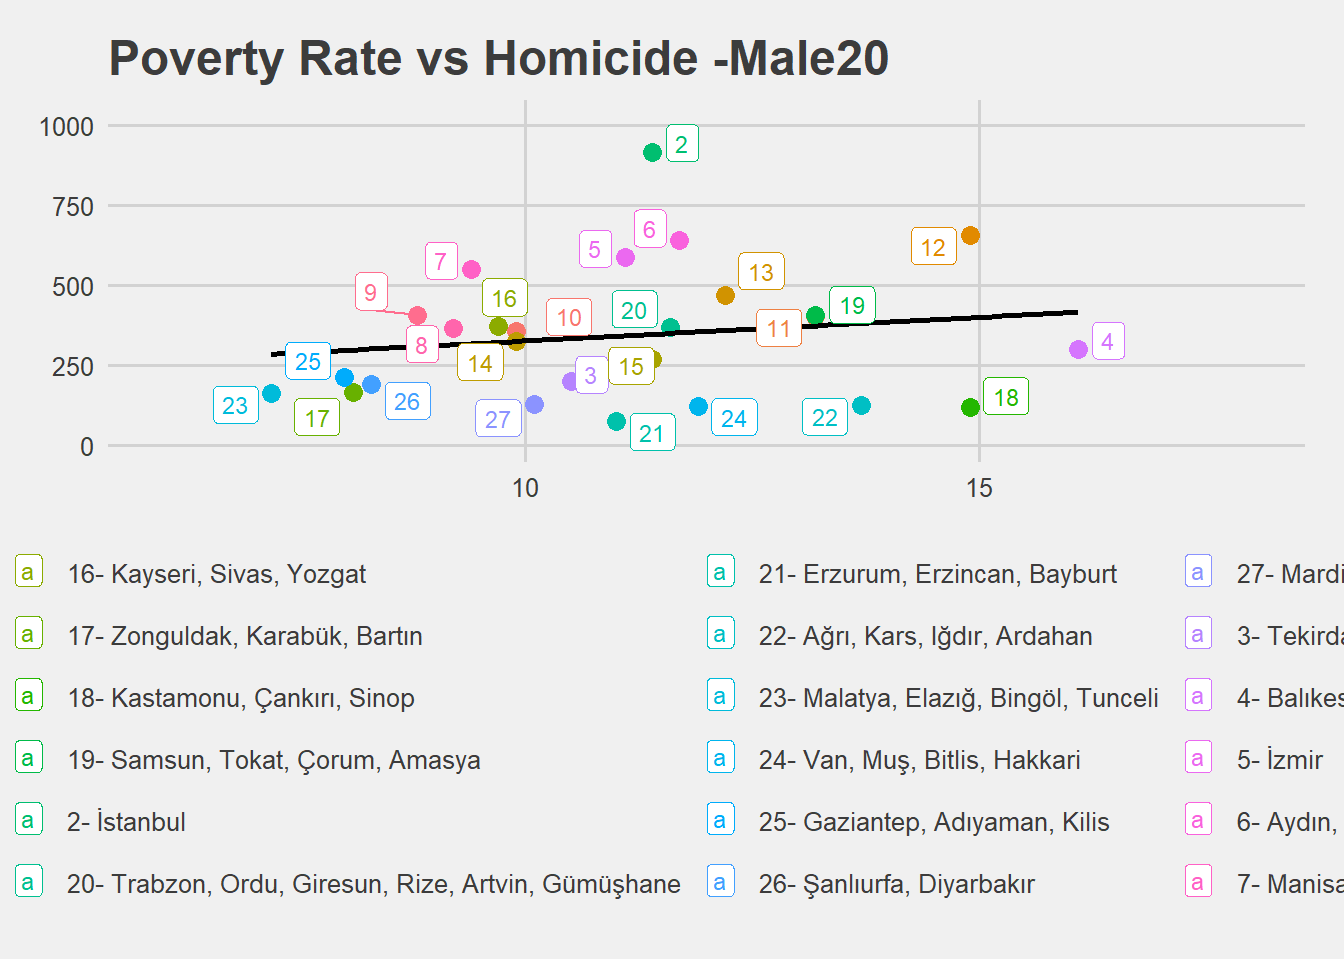 Poverty Rate vs Homicide -Male20
1000
2
750
6
5
12
7
13
9
16
500
19
20
10
11
4
8
14
15
25
250
3
18
26
23
17
27
24
22
21
0
10
15
a 16- Kayseri, Sivas, Yozgat
a 17- Zonguldak, Karabük, Bartın
a 18- Kastamonu, Çankırı, Sinop
a 19- Samsun, Tokat, Çorum, Amasya
a 2- İstanbul
a 20- Trabzon, Ordu, Giresun, Rize, Artvin, Gümüşhane
a 21- Erzurum, Erzincan, Bayburt
a 22- Ağrı, Kars, Iğdır, Ardahan
a 23- Malatya, Elazığ, Bingöl, Tunceli
a 24- Van, Muş, Bitlis, Hakkari
a 25- Gaziantep, Adıyaman, Kilis
a 26- Şanlıurfa, Diyarbakır
a 27- Mardi
a 3- Tekirda
a 4- Balıkes
a 5- İzmir
a 6- Aydın,
a 7- Manisa